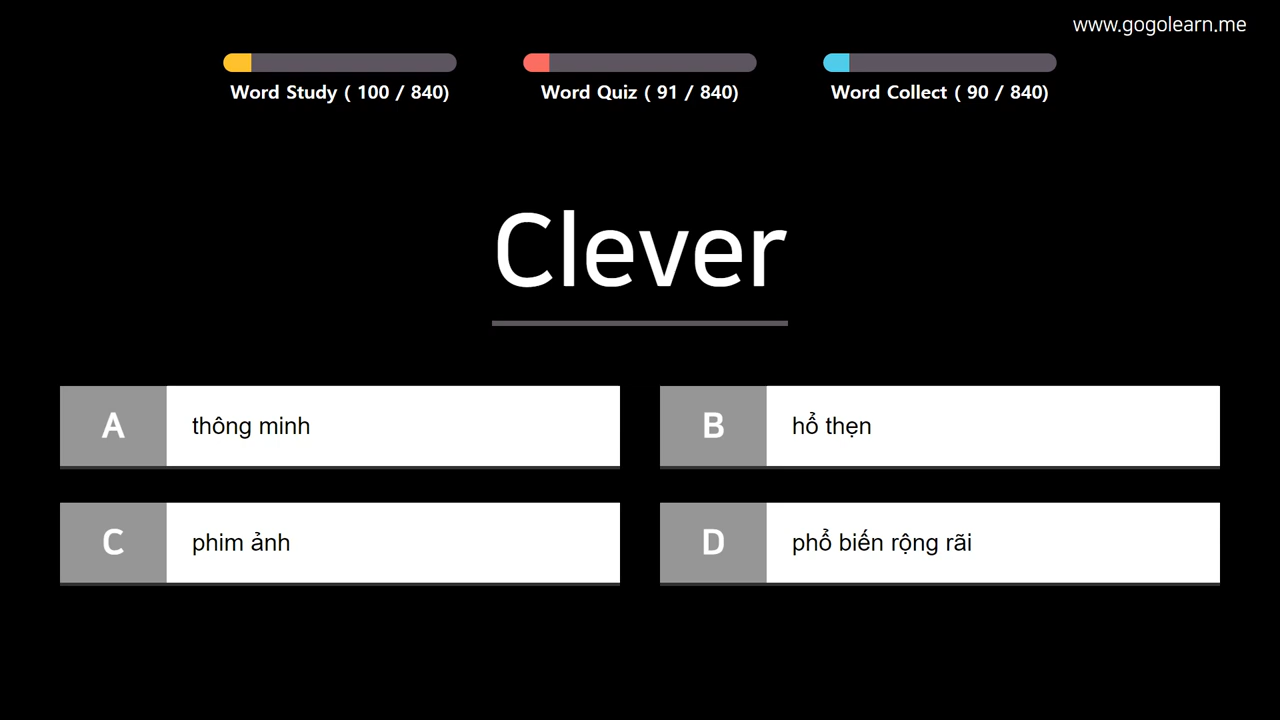 www.gogolearn.me
Word Study ( 100 / 840)
Word Quiz ( 91 / 840)
Word Collect ( 90 / 840)
Clever
A thông minh
B hổ thẹn
C phim ảnh
D phổ biến rộng rãi